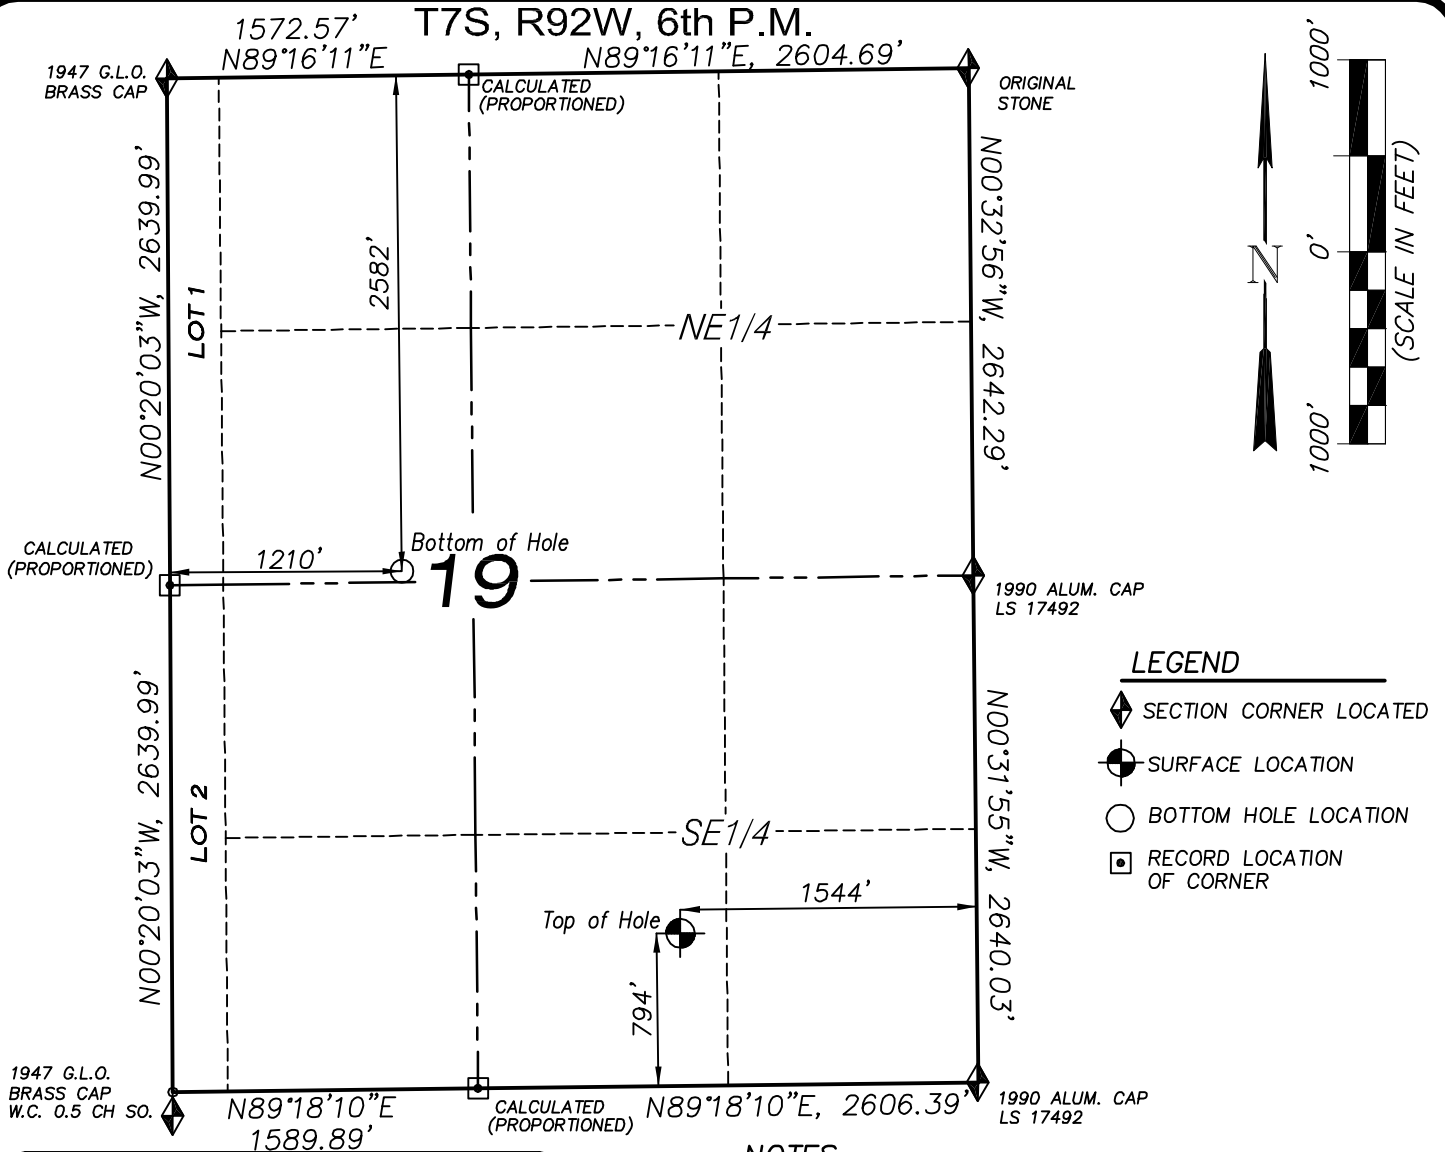 T7S, R92W, 6th P.M.
1572.57'
N89°16'11"E
N89°16'11"E, 2604.69'
1947 G.L.O.
BRASS CAP
CALCULATED
(PROPORTIONED)
ORIGINAL
STONE
1000'
0'
1000'
(SCALE IN FEET)
N
N00°20'03"W, 2639.99'
LOT 1
2582'
NE1/4
N00°32'56"W, 2642.29'
CALCULATED
(PROPORTIONED)
1210'
Bottom of Hole
19
1990 ALUM. CAP
LS 17492
LEGEND
SECTION CORNER LOCATED
SURFACE LOCATION
BOTTOM HOLE LOCATION
RECORD LOCATION
OF CORNER
N00°20'03"W, 2639.99'
LOT 2
SE1/4
N00°31'55"W, 2640.03'
1544'
Top of Hole
794'
1947 G.L.O.
BRASS CAP
W.C. 0.5 CH SO.
N89°18'10"E
1589.89'
CALCULATED
(PROPORTIONED)
N89°18'10"E, 2606.39'
1990 ALUM. CAP
LS 17492
NOTES